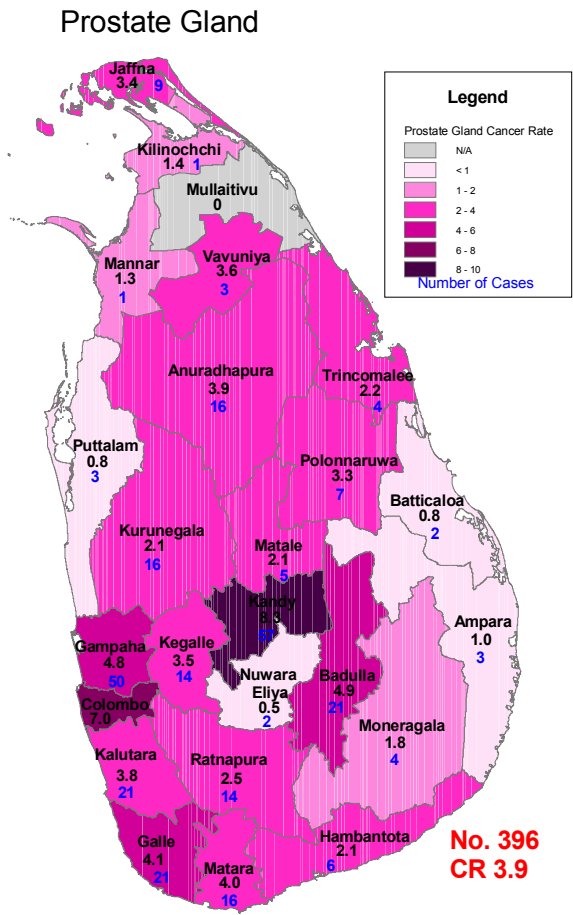 Prostate Gland
Jaffna
3.4 9
Legend
Prostate Gland Cancer Rate
N/A
< 1
1 - 2
2 - 4
4 - 6
6 - 8
8 - 10
Number of Cases
Kilinochchi
1.4 1
Mullaitivu
0
Mannar
1.3
1
Vavuniya
3.6
3
Anuradhapura
3.9
16
Trincomalee
2.2
4
Puttalam
0.8
3
Polonnaruwa
3.3
7
Batticaloa
0.8
2
Kurunegala
2.1
16
Matale
2.1
5
Kandy
8.3
57
Ampara
1.0
3
Gampaha
4.8
50
Kegalle
3.5
14
Nuwara
Eliya
0.5
2
Badulla
4.9
21
Colombo
7.0
Moneragala
1.8
4
Kalutara
3.8
21
Ratnapura
2.5
14
Galle
4.1
21
Matara
4.0
16
Hambantota
2.1
6
No. 396
CR 3.9